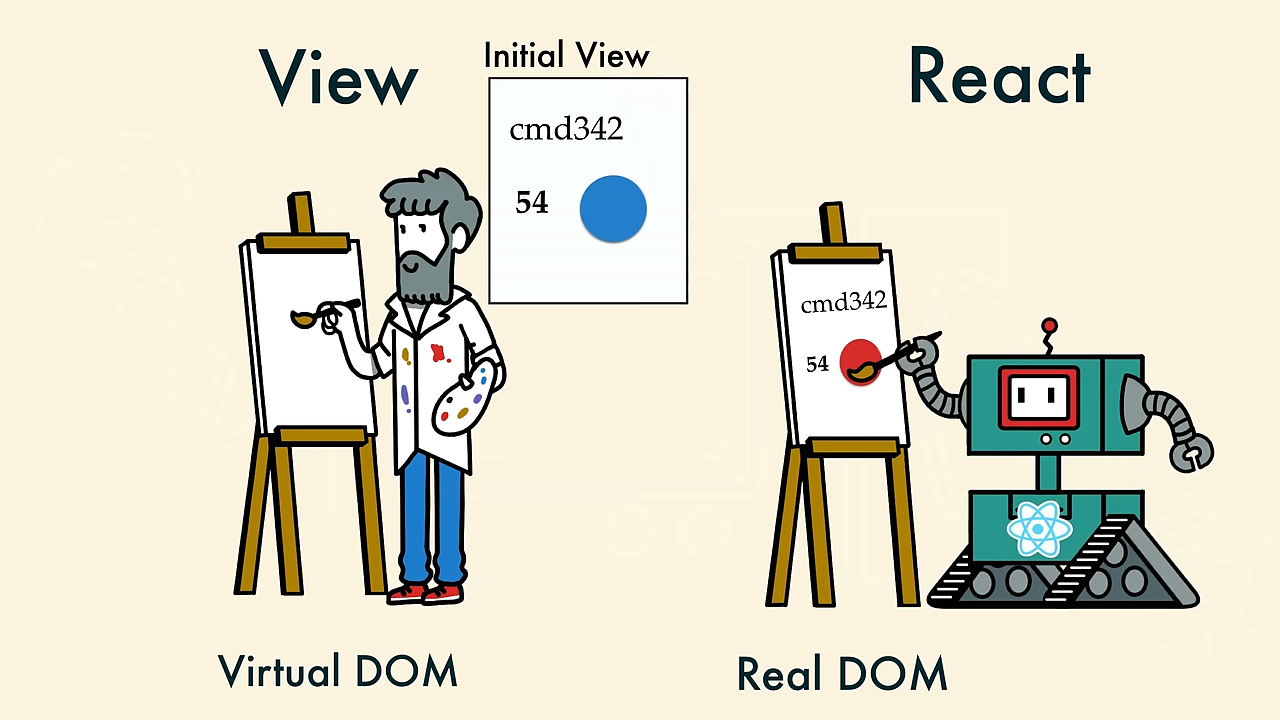 View
Initial View
React
cmd342
54
cmd342
54
Virtual DOM
Real DOM